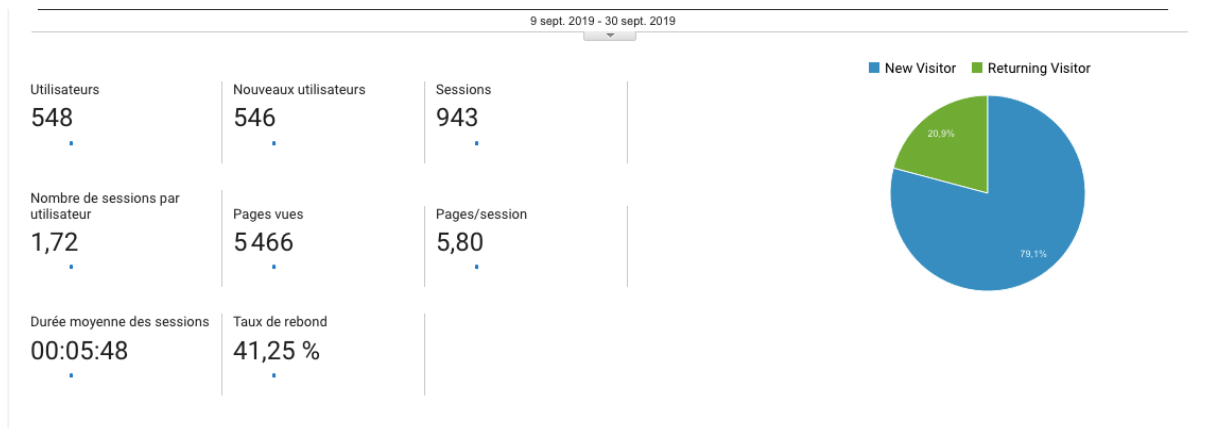 9 sept. 2019 - 30 sept. 2019
New Visitor
Returning Visitor
Utilisateurs
548
Nouveaux utilisateurs
546
Sessions
943
20,9%
79,1%
Nombre de sessions par
utilisateur
1,72
Pages vues
5 466
Pages/session
5,80
Durée moyenne des sessions
00:05:48
Taux de rebond
41,25 %